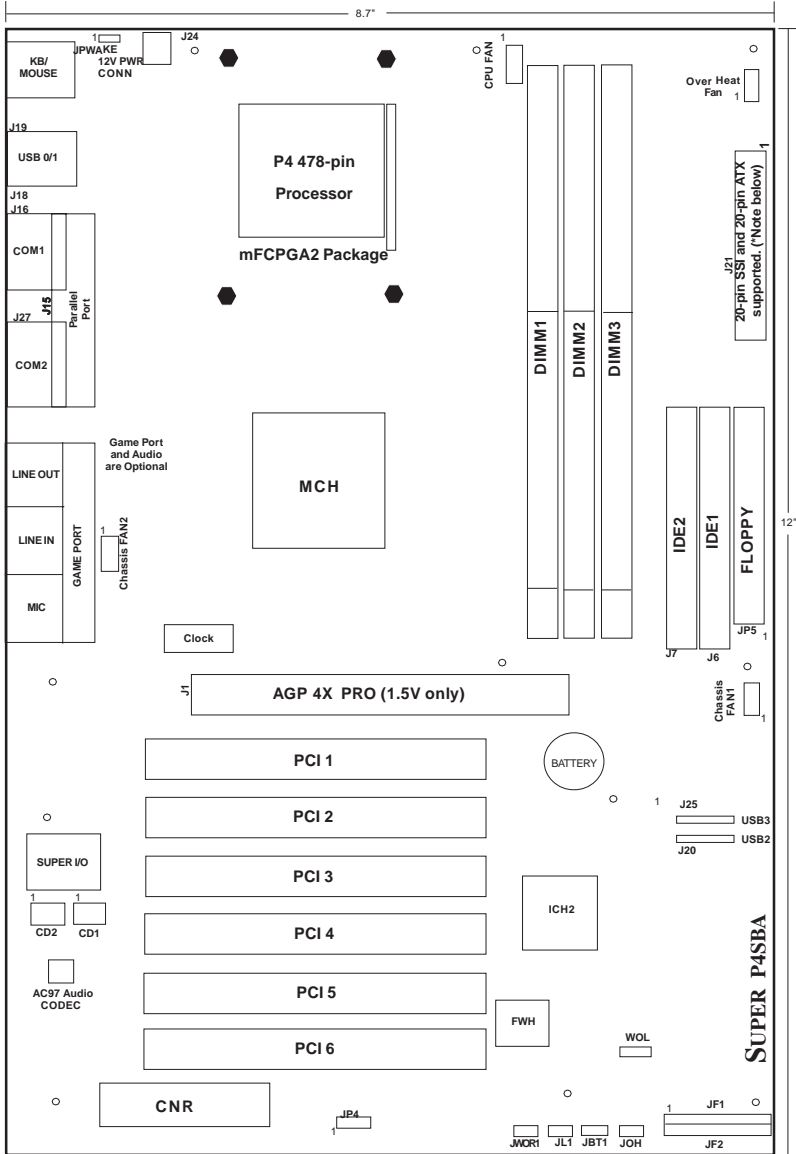 8.7"
1
JPWAKE
12V PWR
CONN
J24
KB/
MOUSE
1
CPU FAN
Over Heat
Fan
1
J19
USB 0/1
J18
J16
COM1
J15
Parallel
Port
J27
COM2
P4 478-pin
Processor
mFCPGA2 Package
DIMM1
DIMM2
DIMM3
1
J21
20-pin SSI and 20-pin ATX
supported. (*Note below)
12"
Game Port
and Audio
are Optional
LINE OUT
LINE IN
MIC
GAME PORT
1
Chassis FAN2
MCH
IDE2
IDE1
FLOPPY
J7
J6
JP5
1
Clock
J1
AGP 4X PRO (1.5V only)
Chassis
FAN1
1
PCI 1
BATTERY
PCI 2
1
J25
USB3
USB2
J20
SUPER I/O
PCI 3
1
1
CD2
CD1
PCI 4
ICH2
AC97 Audio
CODEC
PCI 5
FWH
PCI 6
WOL
SUPER P4SBA
CNR
JP4
1
JWOR1
JL1
JBT1
JOH
1
JF1
JF2